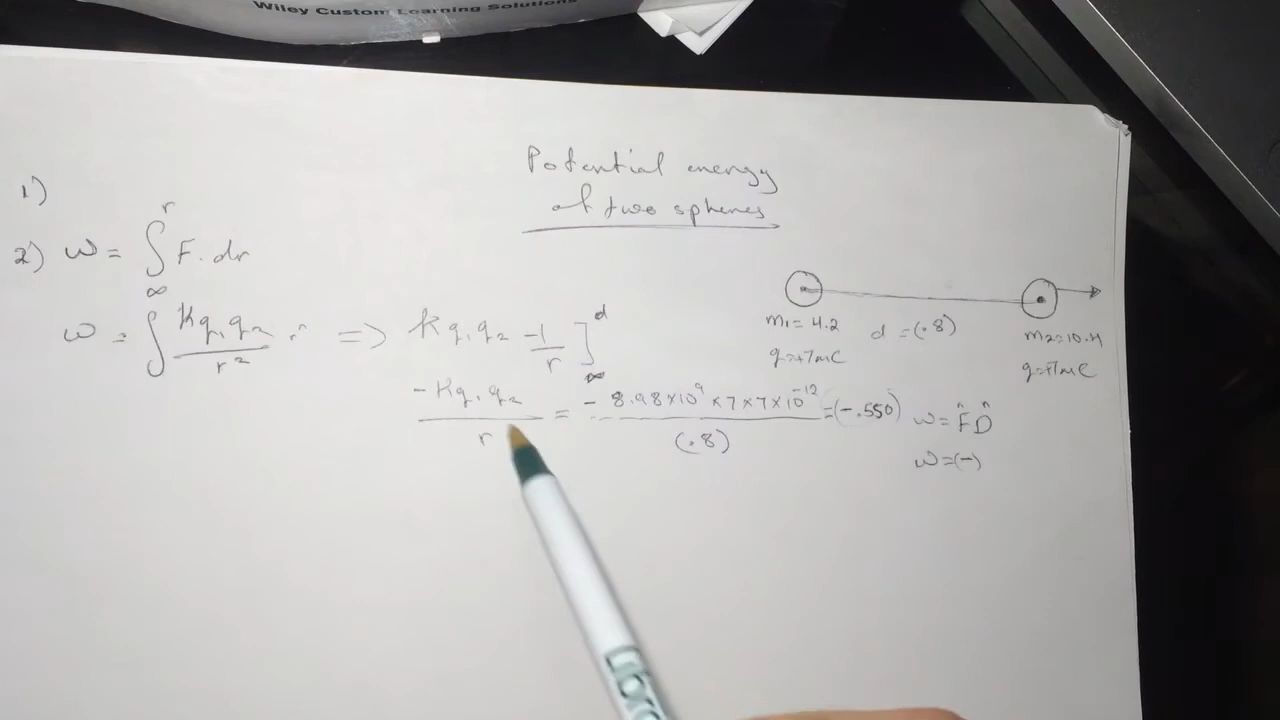 Wiley Custom Learning Solutions
Potential energy
of two spheres
1)
2) w = ∫ F. dr
r
∞
w = ∫ Kq₁q₂ r̂ => Kq₁q₂ -1 ]
r² r
d
∞
- Kq₁q₂ = - 8.98x10⁹ x7x7x10⁻¹² =(-.550)
r (.8)
m₁= 4.2 d = (.8) m₂=10.4
w= F D
w=(-)